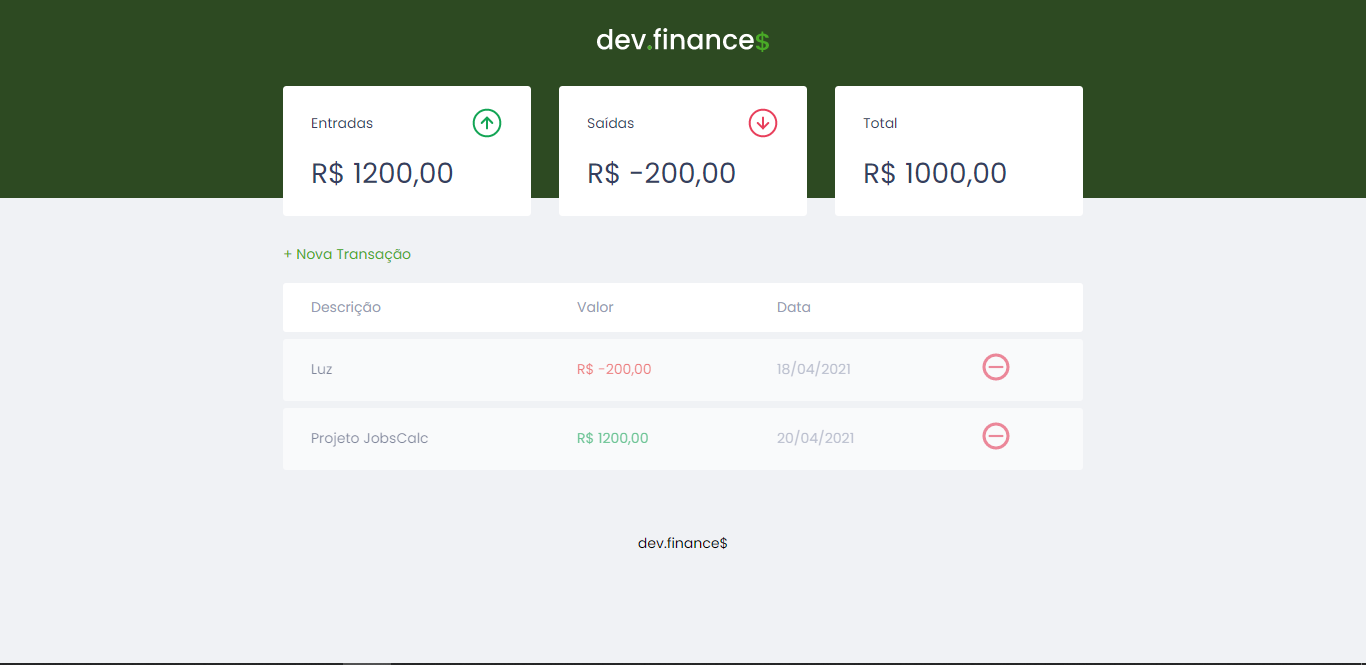 dev.finance$
Entradas
R$ 1200,00
Saídas
R$ -200,00
Total
R$ 1000,00
+ Nova Transação
Descrição Valor Data
Luz R$ -200,00 18/04/2021
Projeto JobsCalc R$ 1200,00 20/04/2021
dev.finance$